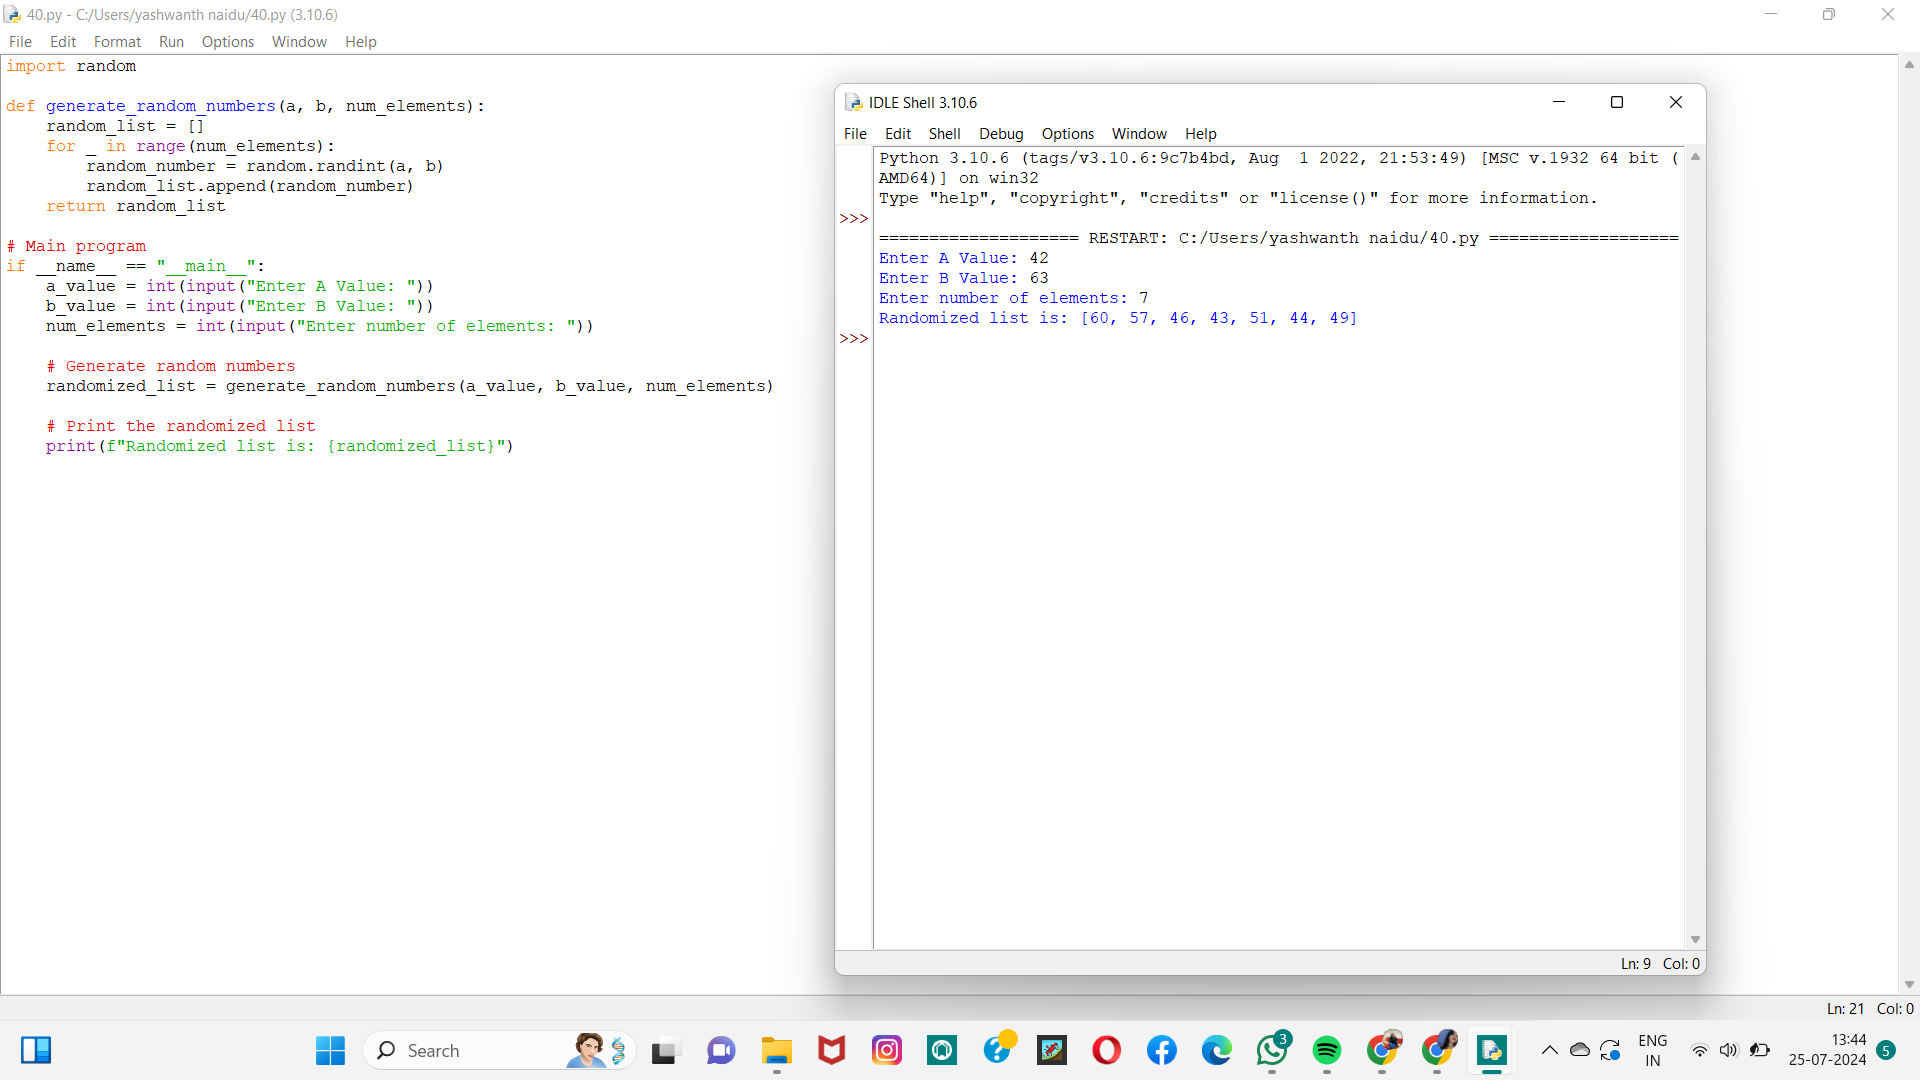 40.py - C:/Users/yashwanth naidu/40.py (3.10.6)
File Edit Format Run Options Window Help
import random

def generate_random_numbers(a, b, num_elements):
    random_list = []
    for _ in range(num_elements):
        random_number = random.randint(a, b)
        random_list.append(random_number)
    return random_list

# Main program
if __name__ == "__main__":
    a_value = int(input("Enter A Value: "))
    b_value = int(input("Enter B Value: "))
    num_elements = int(input("Enter number of elements: "))

    # Generate random numbers
    randomized_list = generate_random_numbers(a_value, b_value, num_elements)

    # Print the randomized list
    print(f"Randomized list is: {randomized_list}")
IDLE Shell 3.10.6
File Edit Shell Debug Options Window Help
Python 3.10.6 (tags/v3.10.6:9c7b4bd, Aug  1 2022, 21:53:49) [MSC v.1932 64 bit (
AMD64)] on win32
Type "help", "copyright", "credits" or "license()" for more information.
>>>
==================== RESTART: C:/Users/yashwanth naidu/40.py ===================
Enter A Value: 42
Enter B Value: 63
Enter number of elements: 7
Randomized list is: [60, 57, 46, 43, 51, 44, 49]
>>>
Ln: 9 Col: 0
Ln: 21 Col: 0
Search
3
ENG
IN
13:44
25-07-2024
5